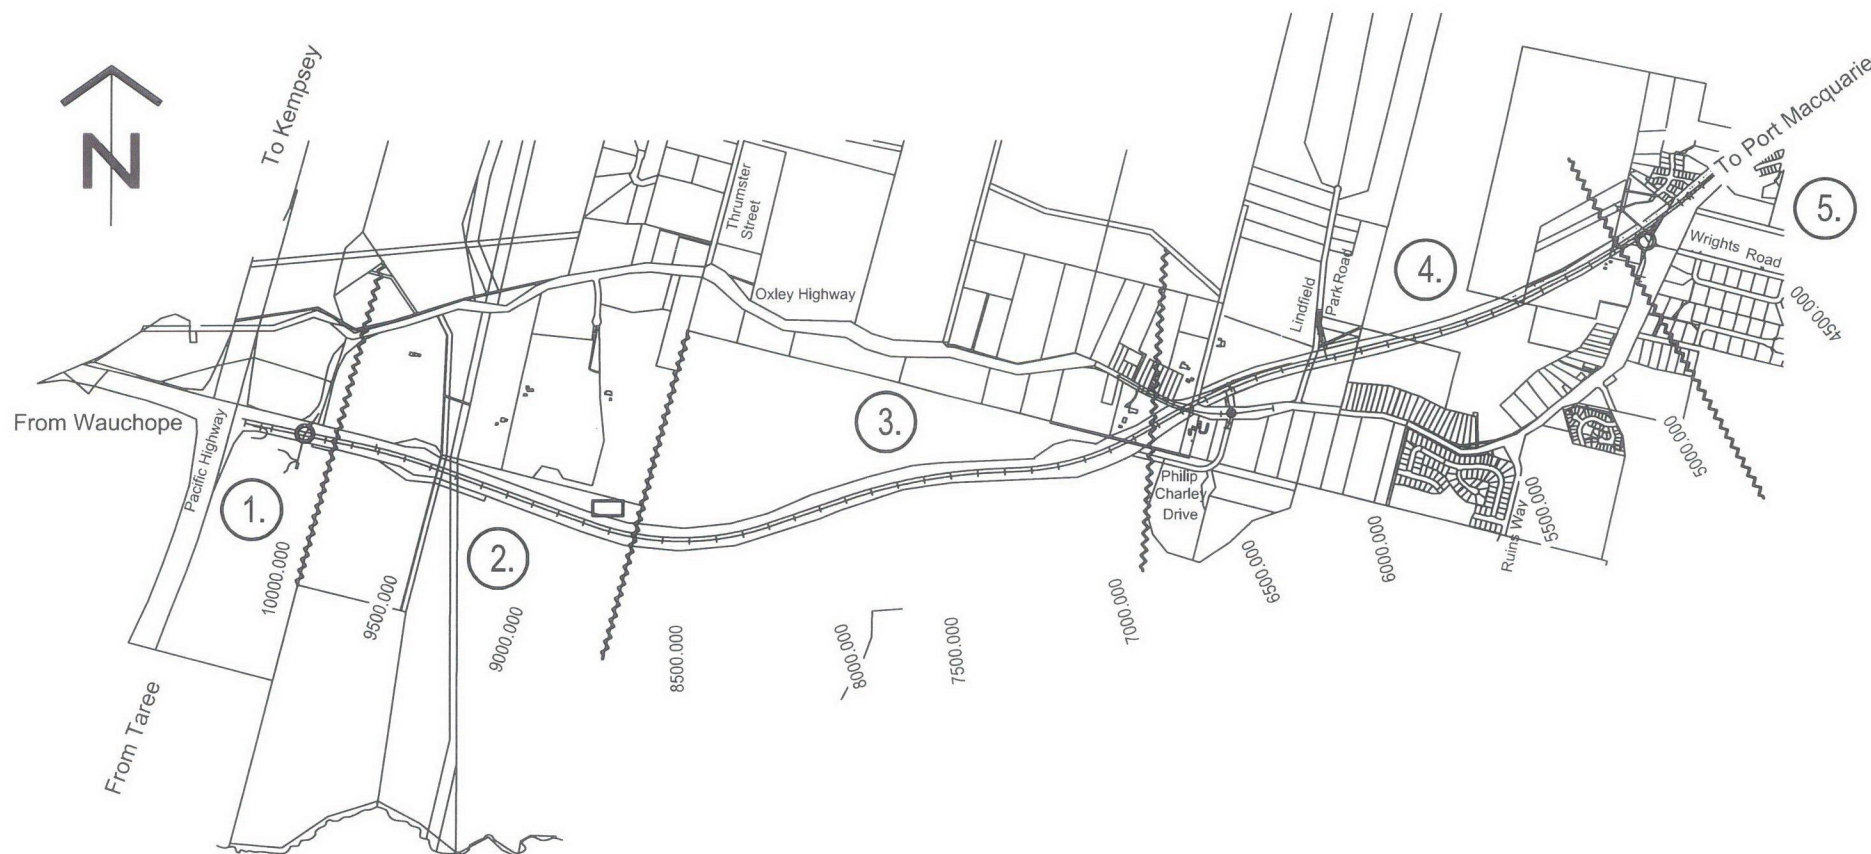 N
To Kempsey
To Port Macquarie
Thrumster
Street
Oxley Highway
Lindfield
Park Road
Wrights Road
From Wauchope
Pacific Highway
From Taree
Philip
Charley
Drive
Ruins Way
1.
2.
3.
4.
5.
10000.000
9500.000
9000.000
8500.000
8000.000
7500.000
7000.000
6500.000
6000.000
5500.000
5000.000
4500.000